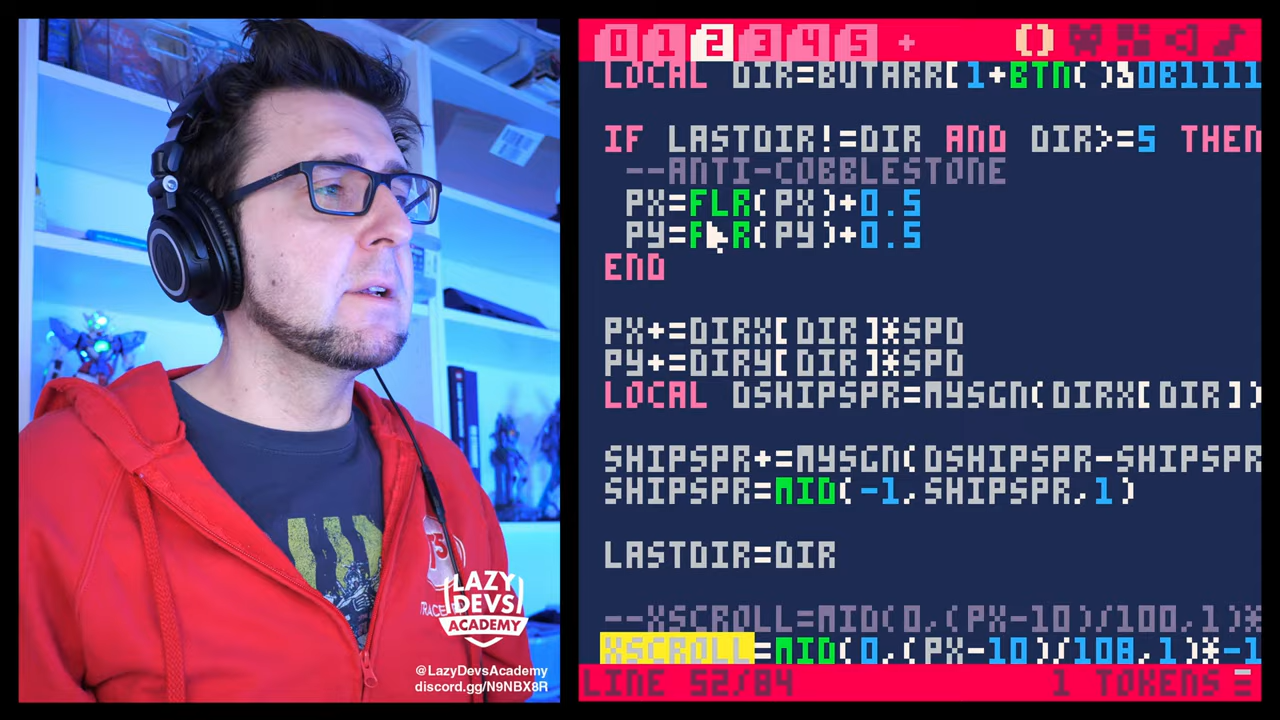 0 1 2 3 4 5 +
LOCAL DIR=BUTARR[1+BTN()&0B1111
IF LASTDIR!=DIR AND DIR>=5 THEN
--ANTI-COBBLESTONE
PX=FLR(PX)+0.5
PY=FLR(PY)+0.5
END
PX+=DIRX[DIR]*SPD
PY+=DIRY[DIR]*SPD
LOCAL DSHIPSPR=MYSGN(DIRX[DIR])
SHIPSPR+=MYSGN(DSHIPSPR-SHIPSPR
SHIPSPR=MID(-1,SHIPSPR,1)
LASTDIR=DIR
--XSCROLL=MID(0,(PX-10)/100,1)*
XSCROLL=MID(0,(PX-10)/108,1)*-1
LINE 52/84 1 TOKENS
LAZY
DEVS
ACADEMY
@LazyDevsAcademy
discord.gg/N9NBX8R